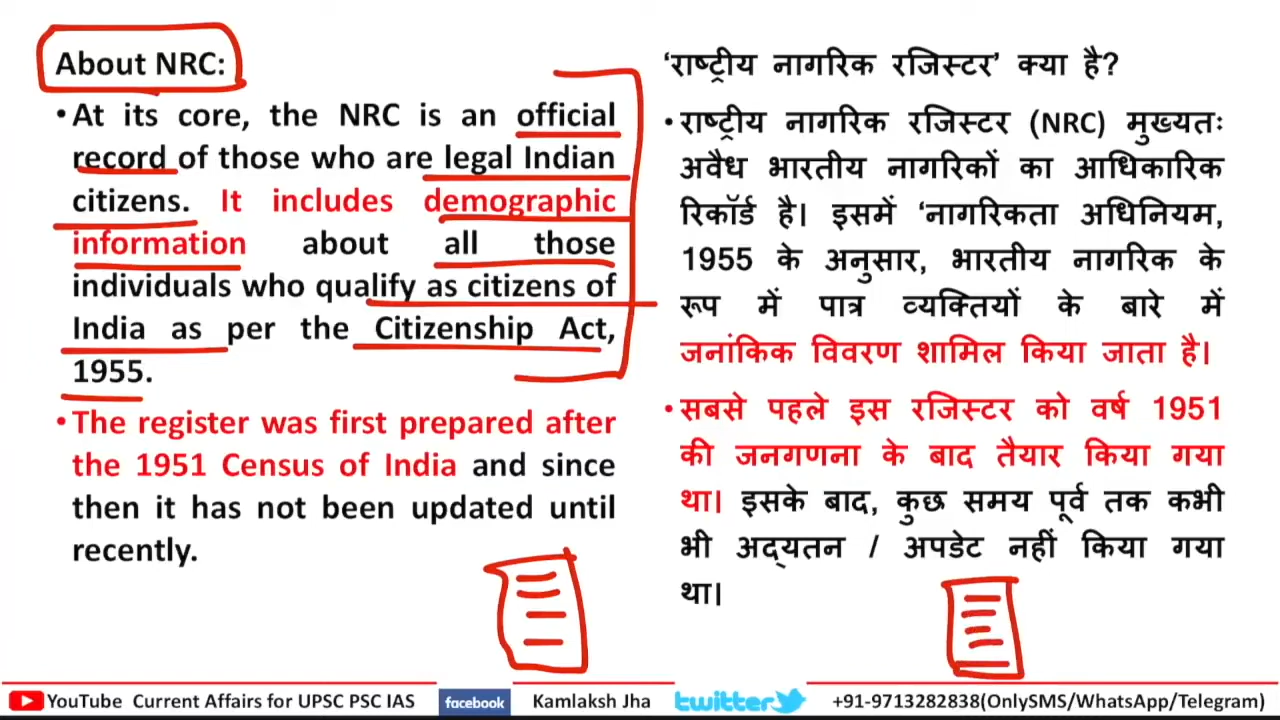 About NRC:
• At its core, the NRC is an official
record of those who are legal Indian
citizens. It includes demographic
information about all those
individuals who qualify as citizens of
India as per the Citizenship Act,
1955.
• The register was first prepared after
the 1951 Census of India and since
then it has not been updated until
recently.
‘राष्ट्रीय नागरिक रजिस्टर’ क्या है?
• राष्ट्रीय नागरिक रजिस्टर (NRC) मुख्यतः
अवैध भारतीय नागरिकों का आधिकारिक
रिकॉर्ड है। इसमें ‘नागरिकता अधिनियम,
1955 के अनुसार, भारतीय नागरिक के
रूप में पात्र व्यक्तियों के बारे में
जनांकिक विवरण शामिल किया जाता है।
• सबसे पहले इस रजिस्टर को वर्ष 1951
की जनगणना के बाद तैयार किया गया
था। इसके बाद, कुछ समय पूर्व तक कभी
भी अद्यतन / अपडेट नहीं किया गया
था।
YouTube Current Affairs for UPSC PSC IAS facebook Kamlaksh Jha twitter +91-9713282838(OnlySMS/WhatsApp/Telegram)